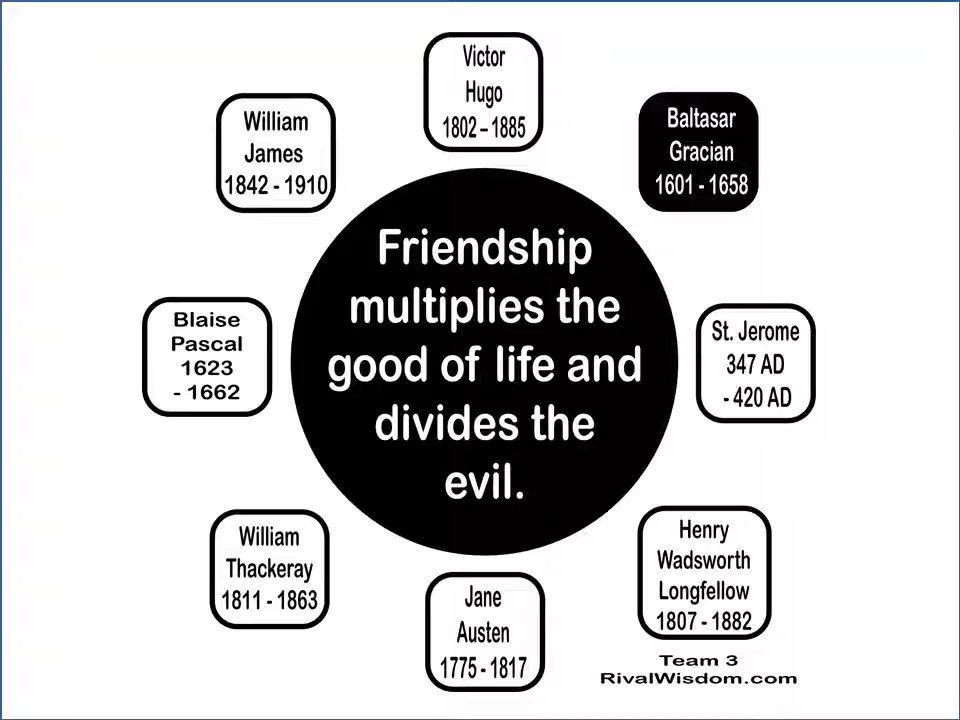 Victor
Hugo
1802 – 1885
William
James
1842 - 1910
Baltasar
Gracian
1601 - 1658
Friendship
multiplies the
good of life and
divides the
evil.
Blaise
Pascal
1623
- 1662
St. Jerome
347 AD
- 420 AD
William
Thackeray
1811 - 1863
Jane
Austen
1775 - 1817
Henry
Wadsworth
Longfellow
1807 - 1882
Team 3
RivalWisdom.com